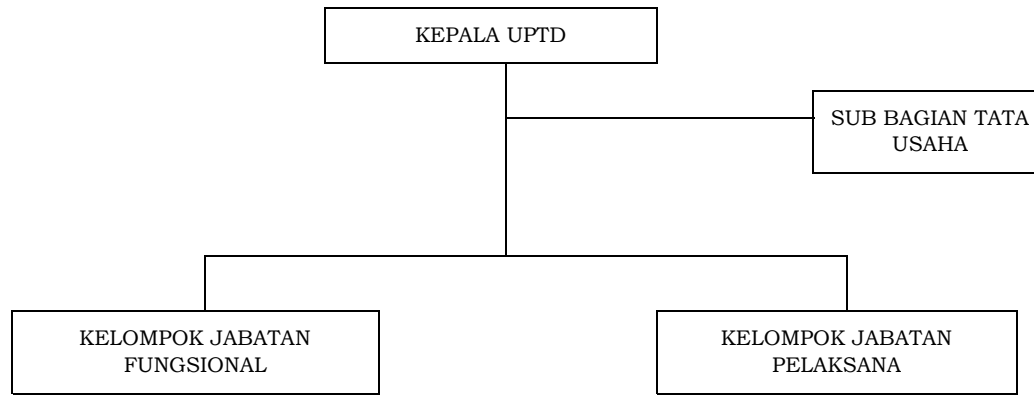 KEPALA UPTD
SUB BAGIAN TATA
USAHA
KELOMPOK JABATAN
FUNGSIONAL
KELOMPOK JABATAN
PELAKSANA